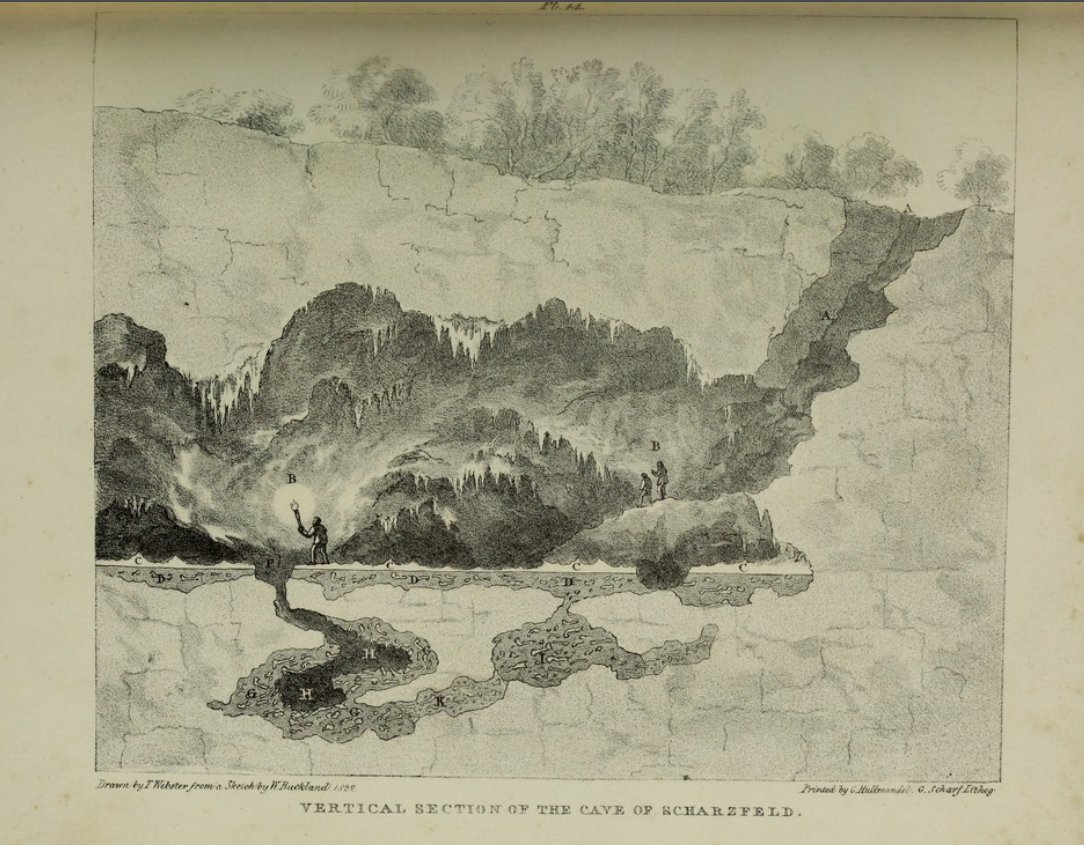 Pl. 14.
A
A
B
B
C
C
C
C
F
B
D
D
H
I
H
G
G
K
Drawn by T. Webster from a Sketch by W. Buckland 1822
Printed by C. Hullmandel. G. Scharf Lithog.
VERTICAL SECTION OF THE CAVE OF SCHARZFELD.